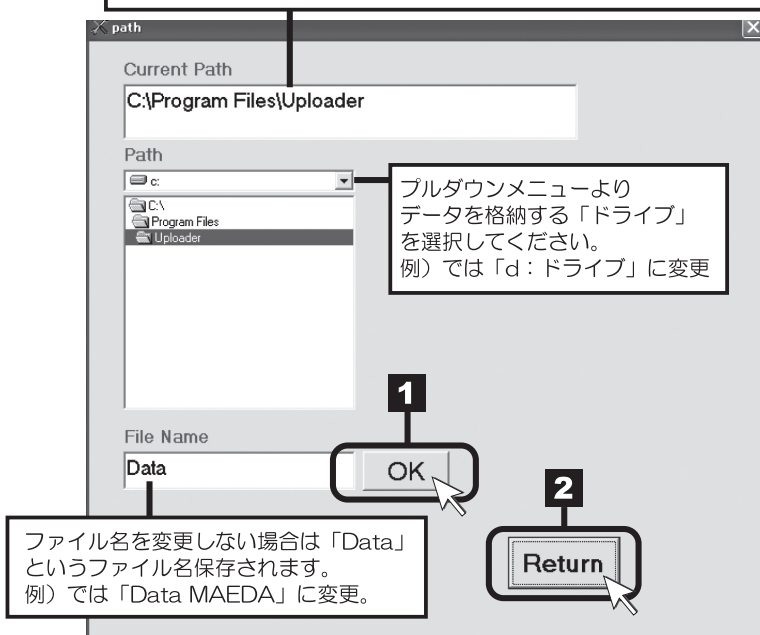 path
Current Path
C:\Program Files\Uploader
Path
c:
C:\
Program Files
Uploader
プルダウンメニューより
データを格納する「ドライブ」
を選択してください。
例）では「d：ドライブ」に変更
1
File Name
Data
OK
2
Return
ファイル名を変更しない場合は「Data」
というファイル名保存されます。
例）では「Data MAEDA」に変更。